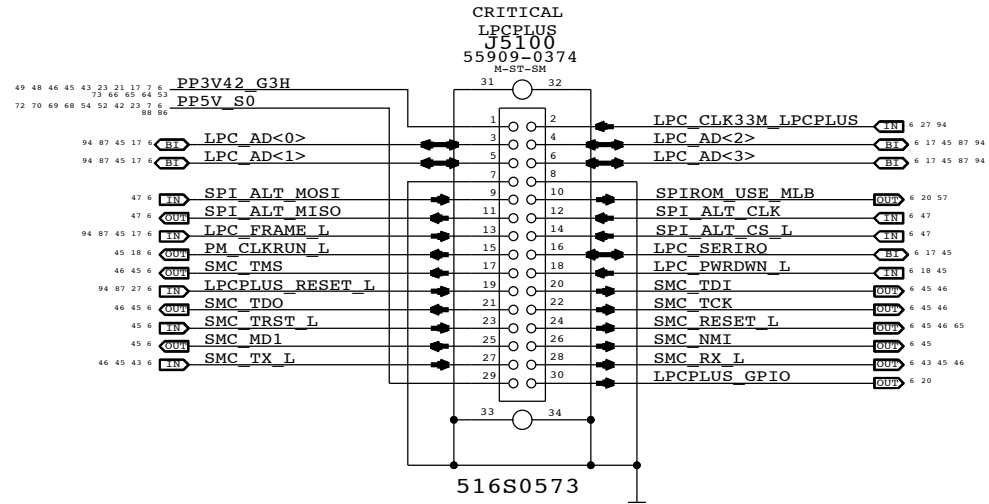 CRITICAL
LPCPLUS
J5100
55909-0374
M-ST-SM
31 32
49 48 46 45 43 23 21 17 7 6 PP3V42_G3H
73 66 65 64 53
72 70 69 68 54 52 42 23 7 6 PP5V_S0
88 86
1 2 LPC_CLK33M_LPCPLUS IN 6 27 94
94 87 45 17 6 BI LPC_AD<0> 3 4 LPC_AD<2> BI 6 17 45 87 94
94 87 45 17 6 BI LPC_AD<1> 5 6 LPC_AD<3> BI 6 17 45 87 94
7 8
47 6 IN SPI_ALT_MOSI 9 10 SPIROM_USE_MLB OUT 6 20 57
47 6 OUT SPI_ALT_MISO 11 12 SPI_ALT_CLK IN 6 47
94 87 45 17 6 IN LPC_FRAME_L 13 14 SPI_ALT_CS_L IN 6 47
45 18 6 OUT PM_CLKRUN_L 15 16 LPC_SERIRQ BI 6 17 45
46 45 6 OUT SMC_TMS 17 18 LPC_PWRDWN_L IN 6 18 45
94 87 27 6 IN LPCPLUS_RESET_L 19 20 SMC_TDI OUT 6 45 46
46 45 6 OUT SMC_TDO 21 22 SMC_TCK OUT 6 45 46
45 6 IN SMC_TRST_L 23 24 SMC_RESET_L OUT 6 45 46 65
45 6 OUT SMC_MD1 25 26 SMC_NMI OUT 6 45
46 45 43 6 IN SMC_TX_L 27 28 SMC_RX_L OUT 6 43 45 46
29 30 LPCPLUS_GPIO OUT 6 20
33 34
516S0573